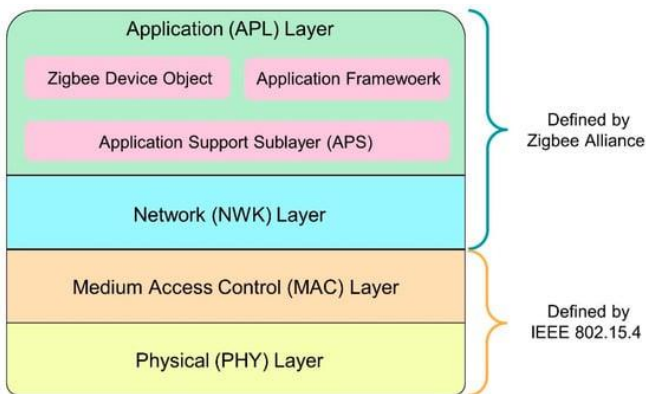 Application (APL) Layer
Zigbee Device Object
Application Framewoerk
Application Support Sublayer (APS)
Defined by
Zigbee Alliance
Network (NWK) Layer
Medium Access Control (MAC) Layer
Defined by
IEEE 802.15.4
Physical (PHY) Layer